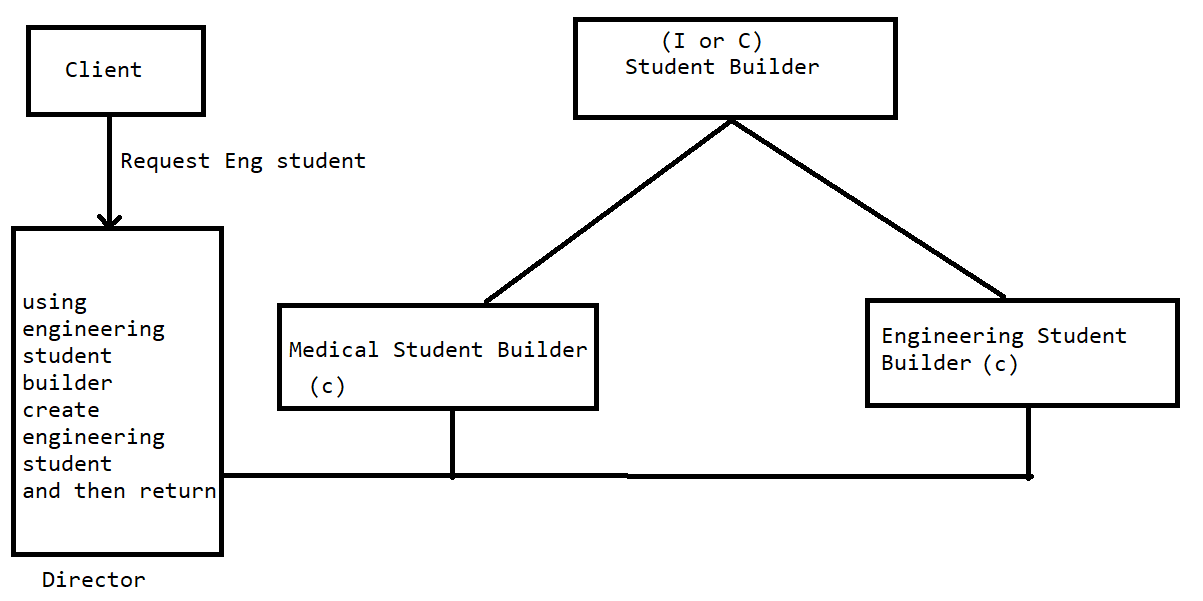 Client
Request Eng student
using
engineering
student
builder
create
engineering
student
and then return
Director
(I or C)
Student Builder
Medical Student Builder
(c)
Engineering Student
Builder (c)